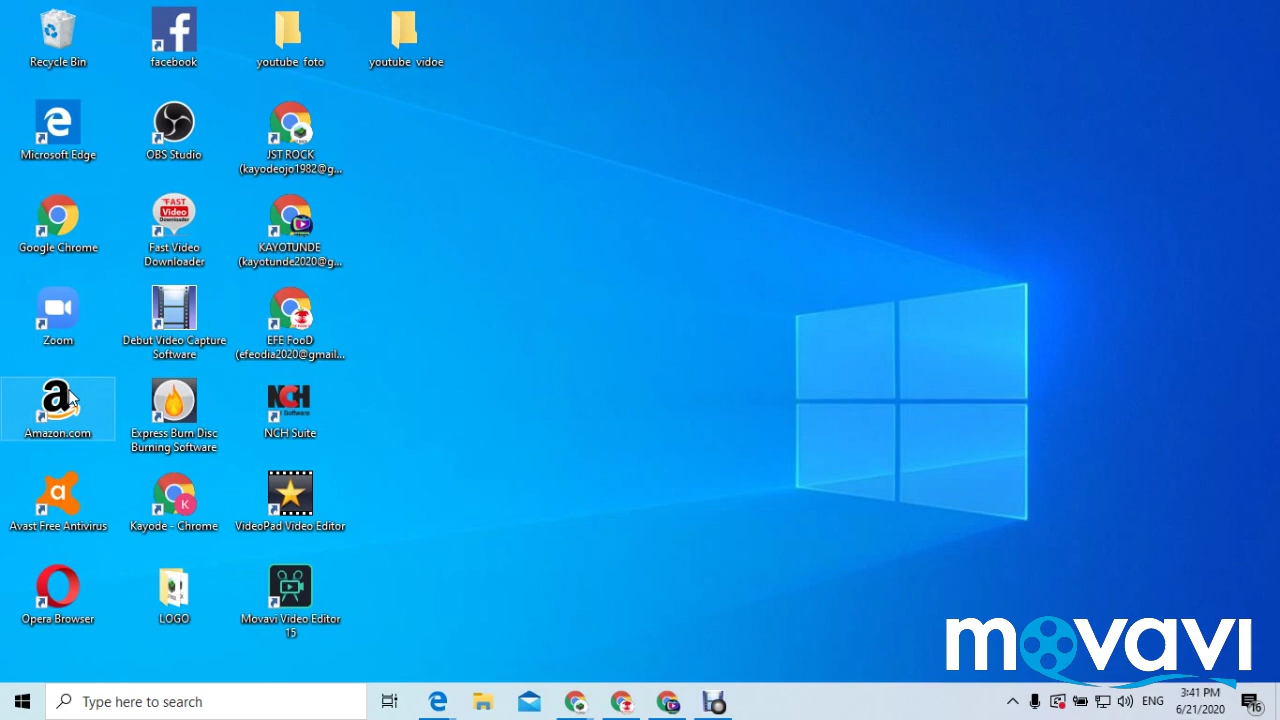 Recycle Bin
facebook
youtube foto
youtube vidoe
Microsoft Edge
OBS Studio
JST ROCK
(kayodeojo1982@g...
Google Chrome
FAST
Video
Downloader
Fast Video
Downloader
KAYOTUNDE
(kayotunde2020@g...
Zoom
Debut Video Capture
Software
EFE FooD
(efeodia2020@gmail...
a
Amazon.com
Express Burn Disc
Burning Software
NCH
Software
NCH Suite
a
Avast Free Antivirus
K
Kayode - Chrome
VideoPad Video Editor
Opera Browser
LOGO
Movavi Video Editor
15
movavi
Type here to search
ENG
3:41 PM
6/21/2020
16